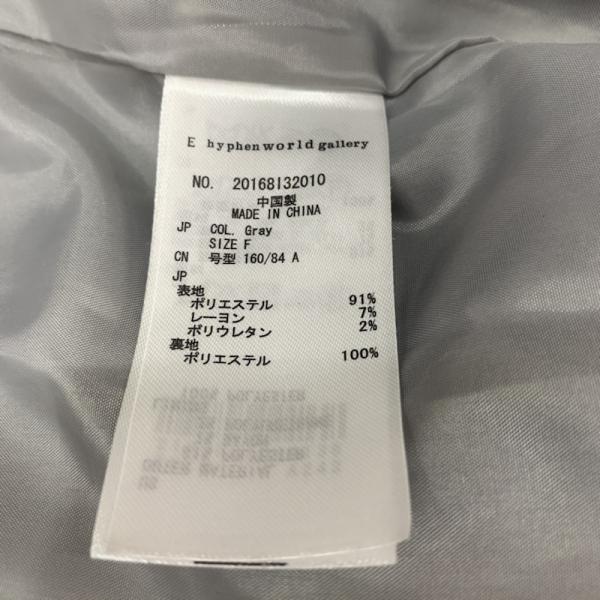 E hyphen world gallery
NO. 20168132010
中国製
MADE IN CHINA
JP COL. Gray
SIZE F
CN 号型 160/84 A
JP
表地
ポリエステル 91%
レーヨン 7%
ポリウレタン 2%
裏地
ポリエステル 100%